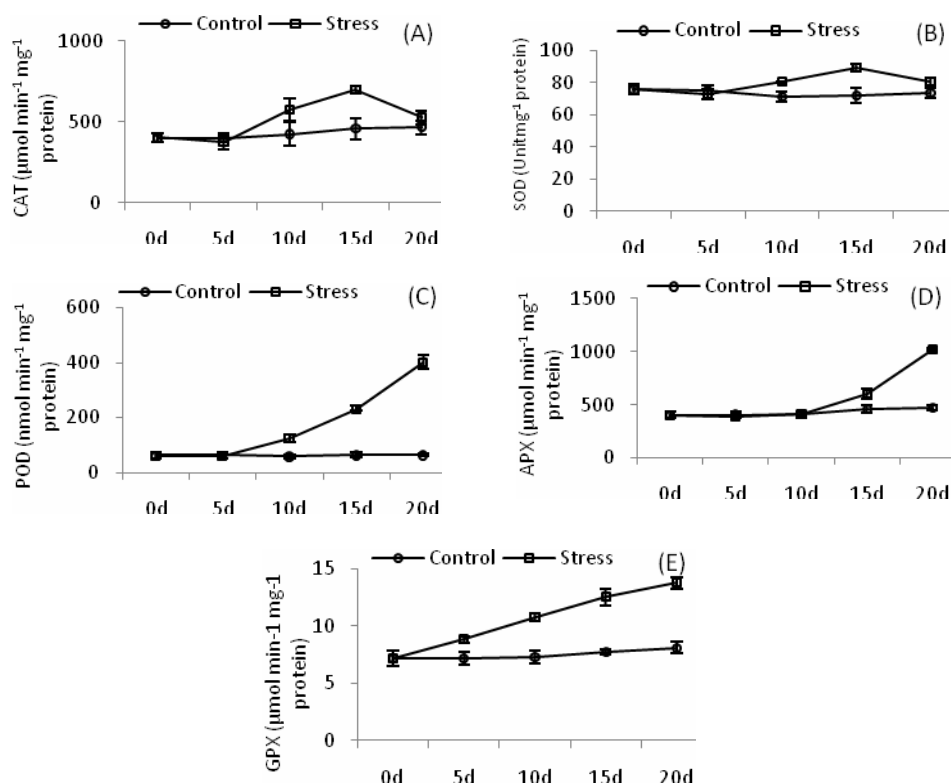 Control Stress (A)
CAT (µmol min-1 mg-1 protein)
1000
500
0
0d 5d 10d 15d 20d
Control Stress (B)
SOD (Unitmg-1 protein)
100
80
60
40
20
0
0d 5d 10d 15d 20d
Control Stress (C)
POD (nmol min-1 mg-1 protein)
600
400
200
0
0d 5d 10d 15d 20d
Control Stress (D)
APX (µmol min-1 mg-1 protein)
1500
1000
500
0
0d 5d 10d 15d 20d
Control Stress (E)
GPX (µmol min-1 mg-1 protein)
15
10
5
0
0d 5d 10d 15d 20d